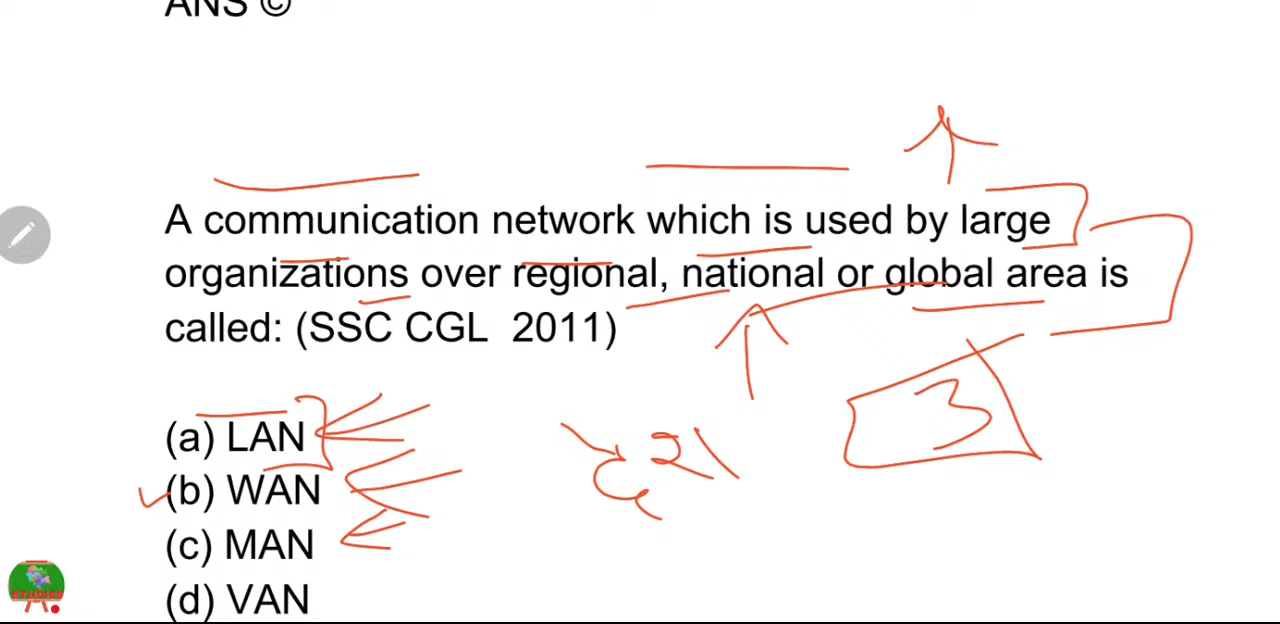 ANS ©
A communication network which is used by large
organizations over regional, national or global area is
called: (SSC CGL 2011)
3
(a) LAN
(b) WAN
(c) MAN
(d) VAN
STUDIES